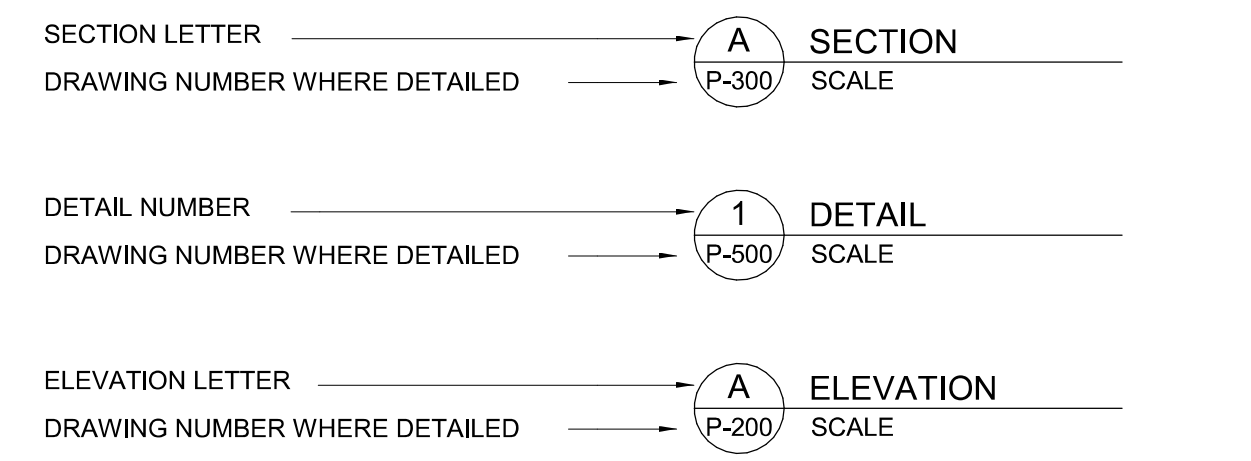 SECTION LETTER A SECTION
DRAWING NUMBER WHERE DETAILED P-300 SCALE
DETAIL NUMBER 1 DETAIL
DRAWING NUMBER WHERE DETAILED P-500 SCALE
ELEVATION LETTER A ELEVATION
DRAWING NUMBER WHERE DETAILED P-200 SCALE